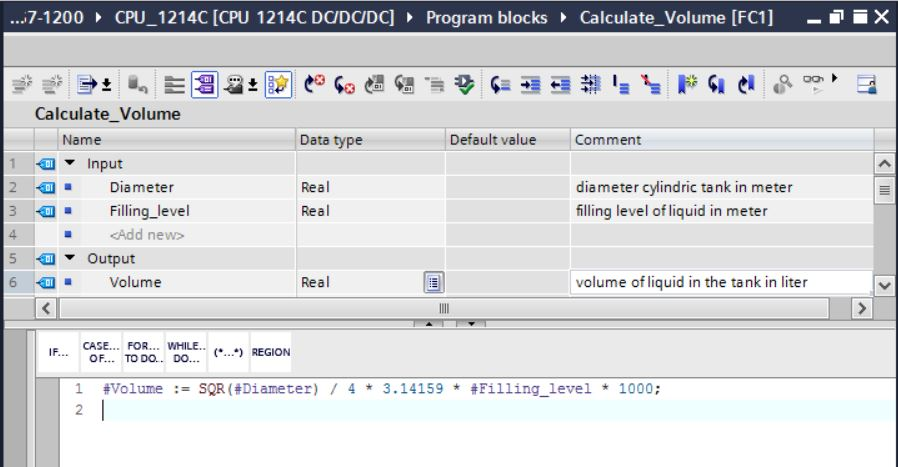 ...7-1200 ▸ CPU_1214C [CPU 1214C DC/DC/DC] ▸ Program blocks ▸ Calculate_Volume [FC1]
Calculate_Volume
Name Data type Default value Comment
1 Input
2 Diameter Real diameter cylindric tank in meter
3 Filling_level Real filling level of liquid in meter
4 <Add new>
5 Output
6 Volume Real volume of liquid in the tank in liter
IF... CASE... OF... FOR... TO DO.. WHILE.. DO... (*...*) REGION
1 #Volume := SQR(#Diameter) / 4 * 3.14159 * #Filling_level * 1000;
2